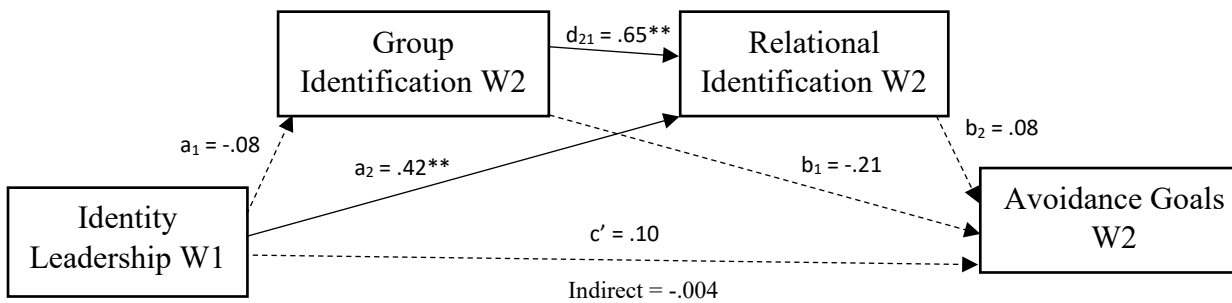 Group
Identification W2
d₂₁ = .65**
Relational
Identification W2
a₁ = -.08
a₂ = .42**
b₁ = -.21
b₂ = .08
Identity
Leadership W1
c’ = .10
Avoidance Goals
W2
Indirect = -.004